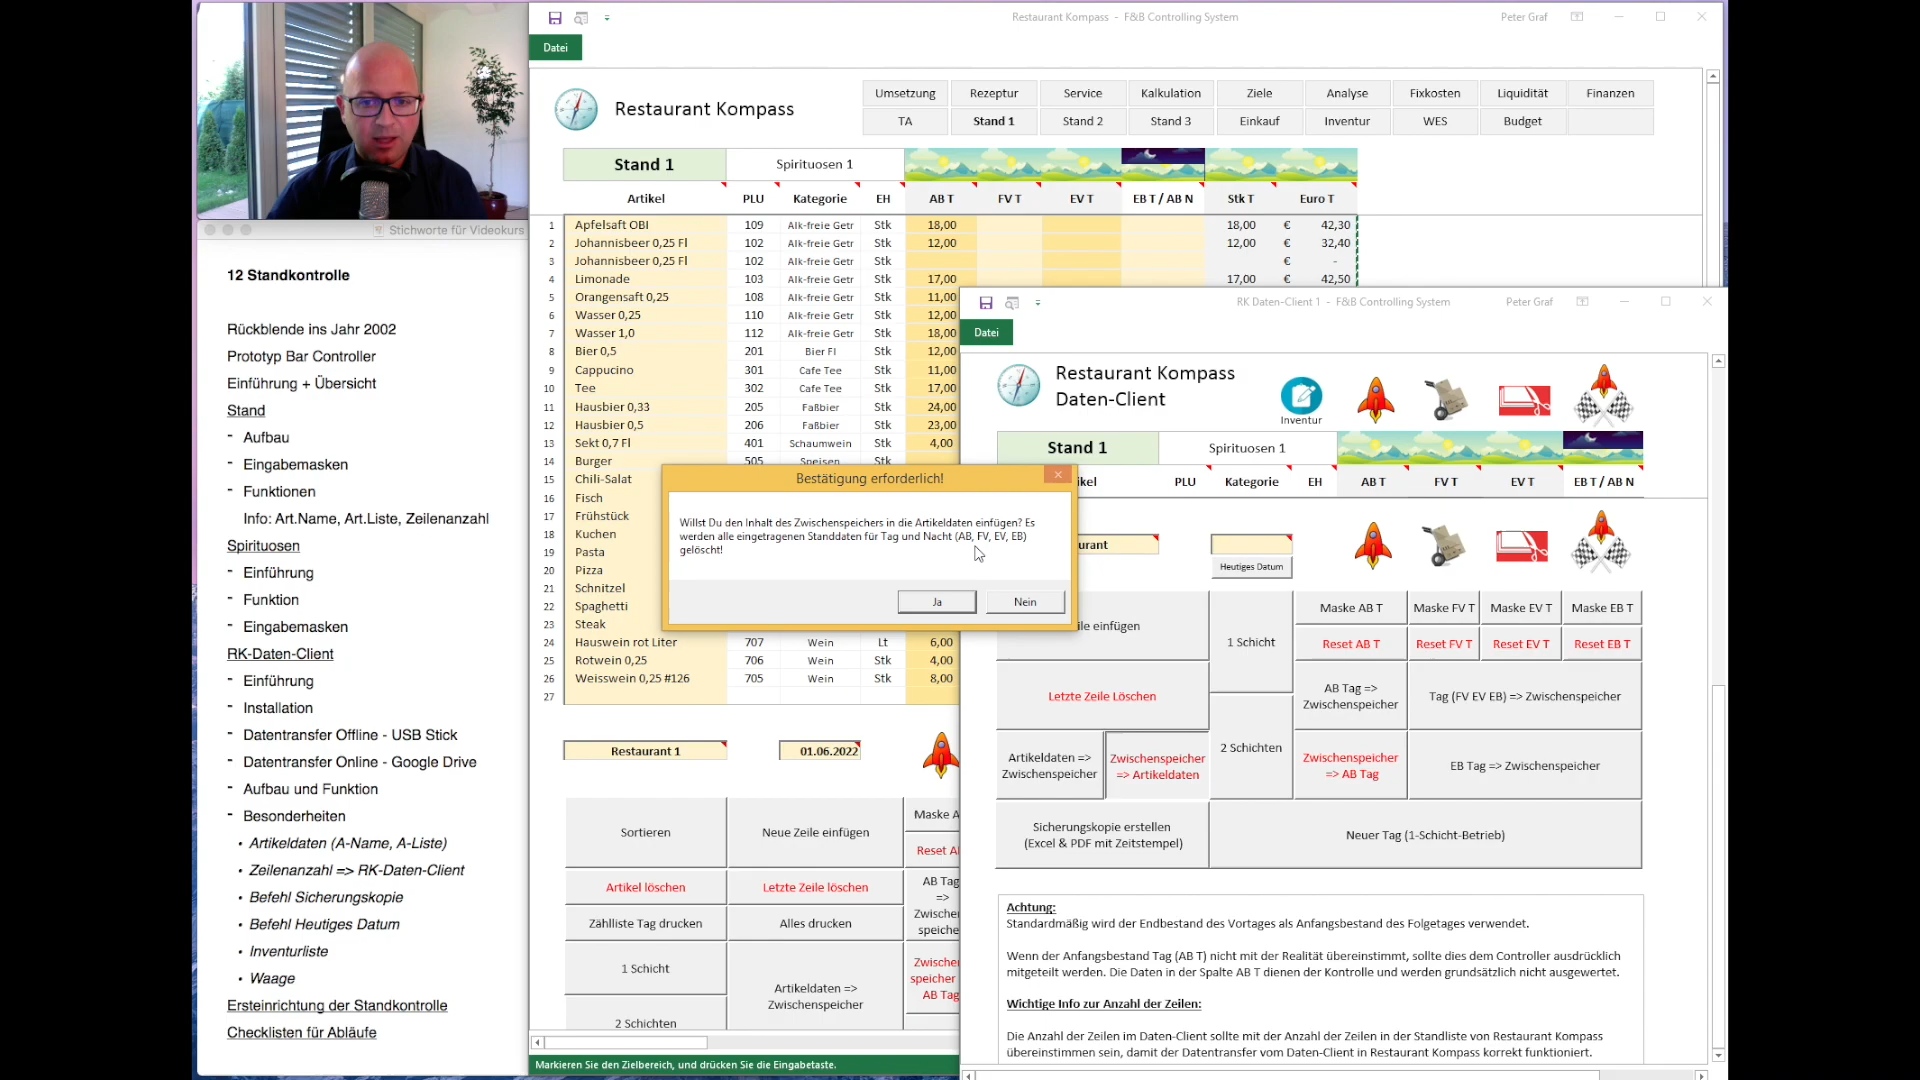 Restaurant Kompass - F&B Controlling System
Peter Graf
Datei
Restaurant Kompass
Umsetzung Rezeptur Service Kalkulation Ziele Analyse Fixkosten Liquidität Finanzen
TA Stand 1 Stand 2 Stand 3 Einkauf Inventur WES Budget
Stand 1 Spirituosen 1
Artikel PLU Kategorie EH AB T FV T EV T EB T / AB N Stk T Euro T
1 Apfelsaft OBI 109 Alk-freie Getr Stk 18,00 18,00 € 42,30
2 Johannisbeer 0,25 Fl 102 Alk-freie Getr Stk 12,00 12,00 € 32,40
3 Johannisbeer 0,25 Fl 102 Alk-freie Getr Stk € -
4 Limonade 103 Alk-freie Getr Stk 17,00 17,00 € 42,50
5 Orangensaft 0,25 108 Alk-freie Getr Stk 11,00
6 Wasser 0,25 110 Alk-freie Getr Stk 12,00
7 Wasser 1,0 112 Alk-freie Getr Stk 18,00
8 Bier 0,5 201 Bier Fl Stk 12,00
9 Cappucino 301 Cafe Tee Stk 11,00
10 Tee 302 Cafe Tee Stk 17,00
11 Hausbier 0,33 205 Faßbier Stk 24,00
12 Hausbier 0,5 206 Faßbier Stk 23,00
13 Sekt 0,7 Fl 401 Schaumwein Stk 4,00
14 Burger 505 Speisen Stk
15 Chili-Salat
16 Fisch
17 Frühstück
18 Kuchen
19 Pasta
20 Pizza
21 Schnitzel
22 Spaghetti
23 Steak
24 Hauswein rot Liter 707 Wein Lt 6,00
25 Rotwein 0,25 706 Wein Stk 4,00
26 Weisswein 0,25 #126 705 Wein Stk 8,00
27
Restaurant 1 01.06.2022
Sortieren
Neue Zeile einfügen
Maske A
Reset A
Artikel löschen
Letzte Zeile löschen
AB Tag
=>
Zwische
speiche
Zähl­liste Tag drucken
Alles drucken
1 Schicht
Artikeldaten =>
Zwischenspeicher
Zwische
speicher
AB Tag
2 Schichten
Markieren Sie den Zielbereich, und drücken Sie die Eingabetaste.
Stichworte für Videokurs
12 Standkontrolle
Rückblende ins Jahr 2002
Prototyp Bar Controller
Einführung + Übersicht
Stand
- Aufbau
- Eingabemasken
- Funktionen
Info: Art.Name, Art.Liste, Zeilenanzahl
Spirituosen
- Einführung
- Funktion
- Eingabemasken
RK-Daten-Client
- Einführung
- Installation
- Datentransfer Offline - USB Stick
- Datentransfer Online - Google Drive
- Aufbau und Funktion
- Besonderheiten
• Artikeldaten (A-Name, A-Liste)
• Zeilenanzahl => RK-Daten-Client
• Befehl Sicherungskopie
• Befehl Heutiges Datum
• Inventurliste
• Waage
Ersteinrichtung der Standkontrolle
Checklisten für Abläufe
Bestätigung erforderlich!
Willst Du den Inhalt des Zwischenspeichers in die Artikeldaten einfügen? Es
werden alle eingetragenen Standdaten für Tag und Nacht (AB, FV, EV, EB)
gelöscht!
Ja Nein
RK Daten-Client 1 - F&B Controlling System
Peter Graf
Datei
Restaurant Kompass
Daten-Client
Inventur
Stand 1 Spirituosen 1
ikel PLU Kategorie EH AB T FV T EV T EB T / AB N
urant
Heutiges Datum
ile einfügen
1 Schicht
Maske AB T Maske FV T Maske EV T Maske EB T
Reset AB T Reset FV T Reset EV T Reset EB T
Letzte Zeile Löschen
AB Tag =>
Zwischenspeicher
Tag (FV EV EB) => Zwischenspeicher
Artikeldaten =>
Zwischenspeicher
Zwischenspeicher
=> Artikeldaten
2 Schichten
Zwischenspeicher
=> AB Tag
EB Tag => Zwischenspeicher
Sicherungskopie erstellen
(Excel & PDF mit Zeitstempel)
Neuer Tag (1-Schicht-Betrieb)
Achtung:
Standardmäßig wird der Endbestand des Vortages als Anfangsbestand des Folgetages verwendet.
Wenn der Anfangsbestand Tag (AB T) nicht mit der Realität übereinstimmt, sollte dies dem Controller ausdrücklich
mitgeteilt werden. Die Daten in der Spalte AB T dienen der Kontrolle und werden grundsätzlich nicht ausgewertet.
Wichtige Info zur Anzahl der Zeilen:
Die Anzahl der Zeilen im Daten-Client sollte mit der Anzahl der Zeilen in der Standliste von Restaurant Kompass
übereinstimmen sein, damit der Datentransfer vom Daten-Client in Restaurant Kompass korrekt funktioniert.